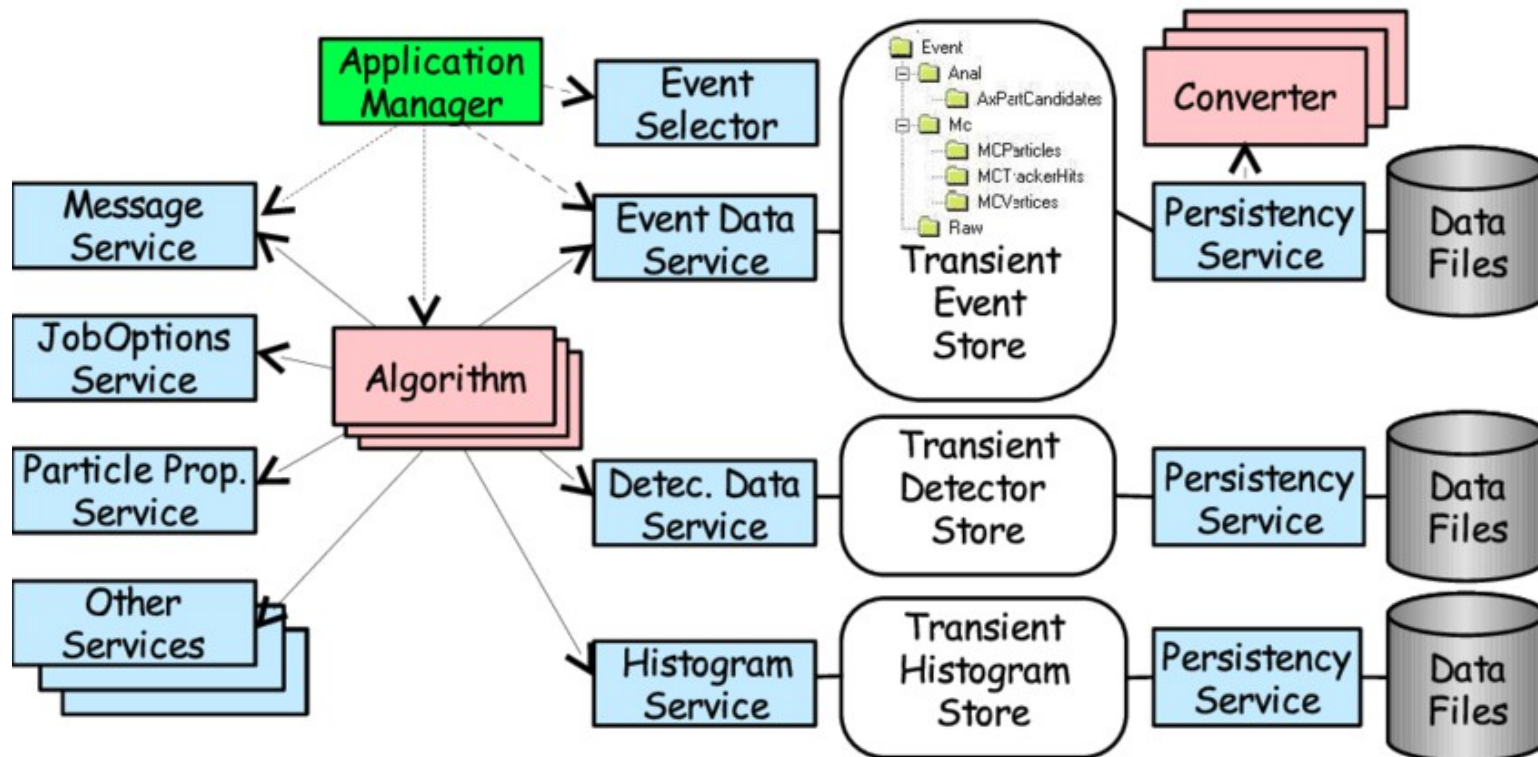 Application
Manager
Event
Selector
Event
Anal
AxPartCandidates
Mc
MCParticles
MCTrackerHits
MCVertices
Raw
Transient
Event
Store
Converter
Message
Service
Event Data
Service
Persistency
Service
Data
Files
JobOptions
Service
Algorithm
Particle Prop.
Service
Detec. Data
Service
Transient
Detector
Store
Persistency
Service
Data
Files
Other
Services
Histogram
Service
Transient
Histogram
Store
Persistency
Service
Data
Files